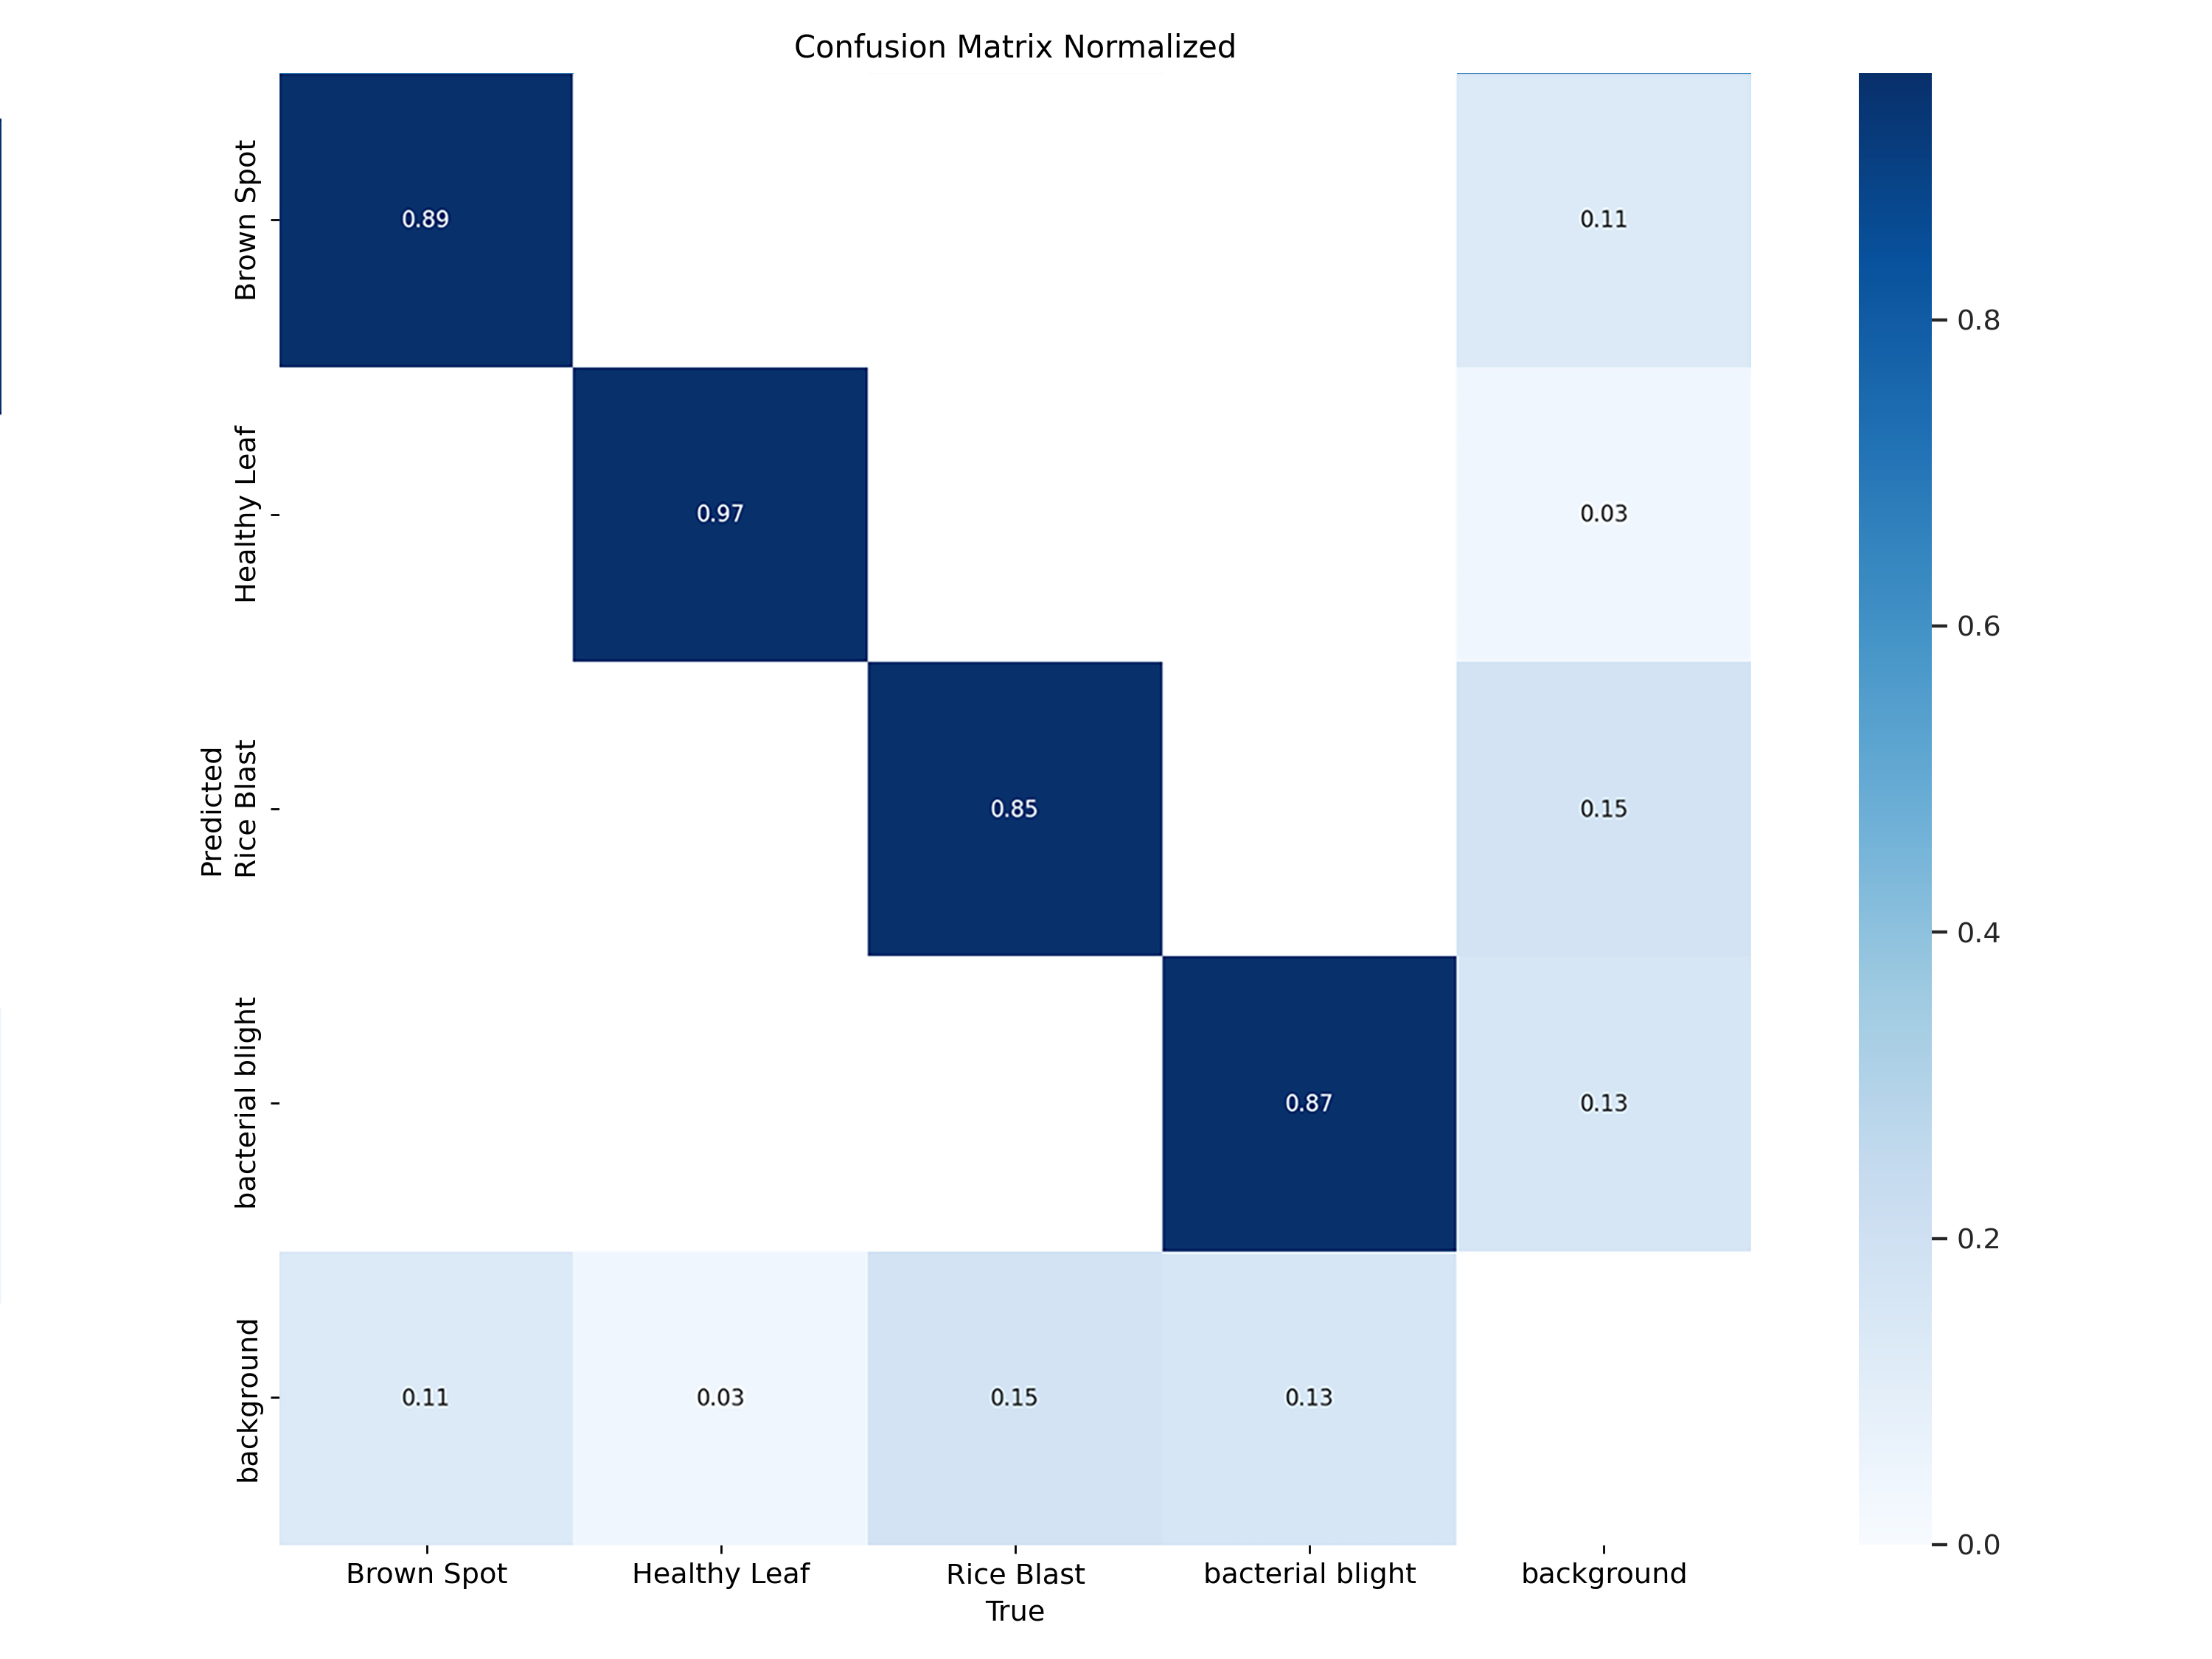 Confusion Matrix Normalized
Brown Spot
0.89
0.11
0.8
Healthy Leaf
0.97
0.03
0.6
Predicted
Rice Blast
0.85
0.15
0.4
bacterial blight
0.87
0.13
0.2
background
0.11
0.03
0.15
0.13
0.0
Brown Spot
Healthy Leaf
Rice Blast
bacterial blight
background
True